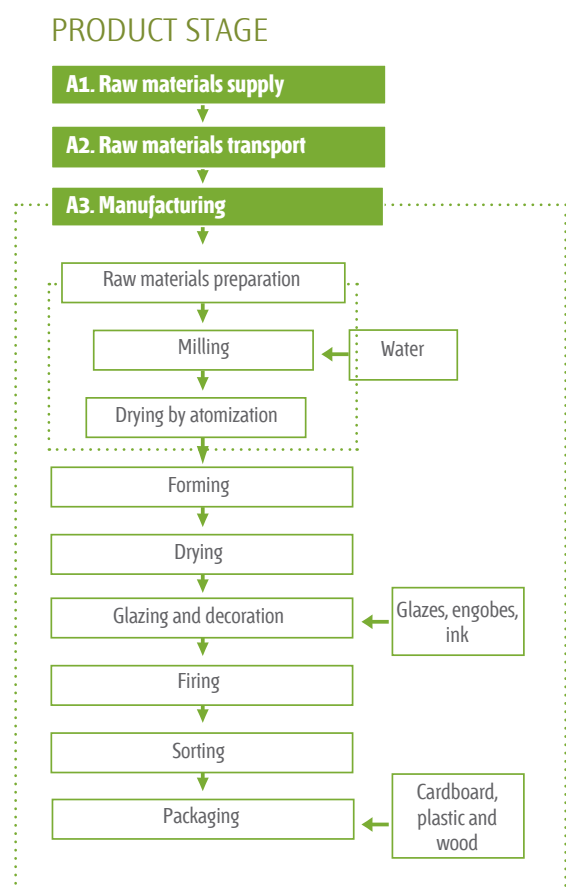 PRODUCT STAGE
A1. Raw materials supply
A2. Raw materials transport
A3. Manufacturing
Raw materials preparation
Milling
Water
Drying by atomization
Forming
Drying
Glazing and decoration
Glazes, engobes,
ink
Firing
Sorting
Packaging
Cardboard,
plastic and
wood